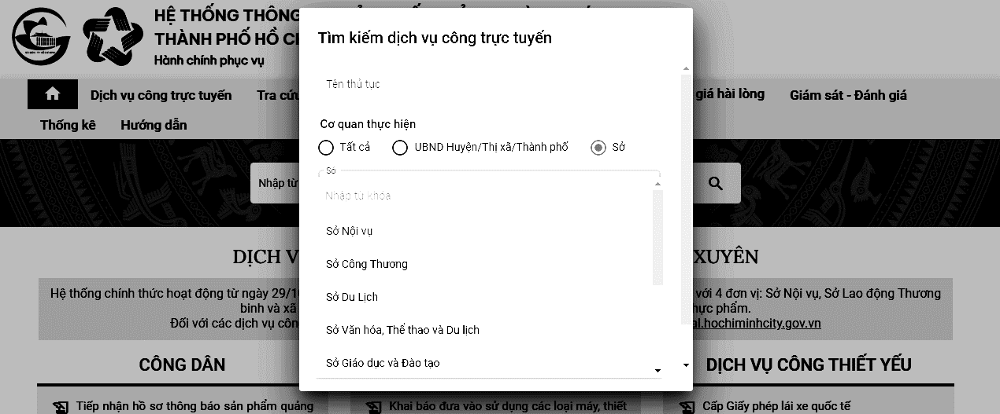 HỆ THỐNG THÔNG
THÀNH PHỐ HỒ CH
Hành chính phục vụ
Dịch vụ công trực tuyến
Tra cứu
giá hài lòng
Giám sát - Đánh giá
Thống kê
Hướng dẫn
Tìm kiếm dịch vụ công trực tuyến
Tên thủ tục
Cơ quan thực hiện
Tất cả
UBND Huyện/Thị xã/Thành phố
Sở
Sở
Nhập từ khóa
Sở Nội vụ
Sở Công Thương
Sở Du Lịch
Sở Văn hóa, Thể thao và Du lịch
Sở Giáo dục và Đào tạo
Nhập từ
DỊCH V
XUYÊN
Hệ thống chính thức hoạt động từ ngày 29/10
với 4 đơn vị: Sở Nội vụ, Sở Lao động Thương
binh và xã
thực phẩm.
Đối với các dịch vụ công
al.hochiminhcity.gov.vn
CÔNG DÂN
DỊCH VỤ CÔNG THIẾT YẾU
Tiếp nhận hồ sơ thông báo sản phẩm quảng
Khai báo đưa vào sử dụng các loại máy, thiết
Cấp Giấy phép lái xe quốc tế